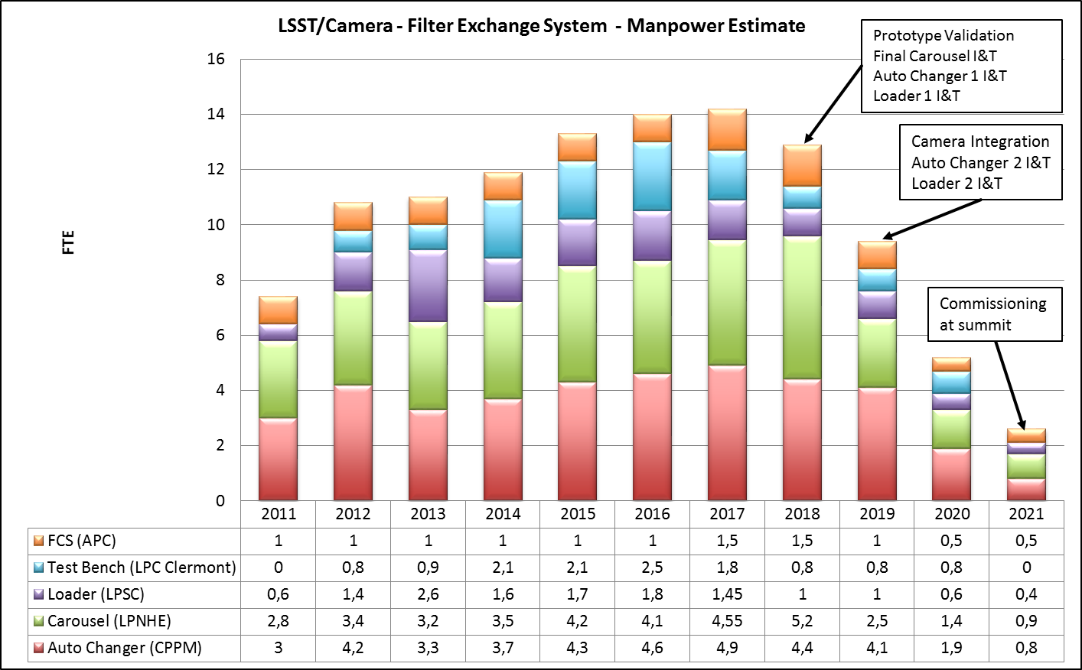 LSST/Camera - Filter Exchange System - Manpower Estimate
Prototype Validation
Final Carousel I&T
Auto Changer 1 I&T
Loader 1 I&T
Camera Integration
Auto Changer 2 I&T
Loader 2 I&T
Commissioning
at summit
FTE
16
14
12
10
8
6
4
2
0
2011 2012 2013 2014 2015 2016 2017 2018 2019 2020 2021
FCS (APC) 1 1 1 1 1 1 1,5 1,5 1 0,5 0,5
Test Bench (LPC Clermont) 0 0,8 0,9 2,1 2,1 2,5 1,8 0,8 0,8 0,8 0
Loader (LPSC) 0,6 1,4 2,6 1,6 1,7 1,8 1,45 1 1 0,6 0,4
Carousel (LPNHE) 2,8 3,4 3,2 3,5 4,2 4,1 4,55 5,2 2,5 1,4 0,9
Auto Changer (CPPM) 3 4,2 3,3 3,7 4,3 4,6 4,9 4,4 4,1 1,9 0,8